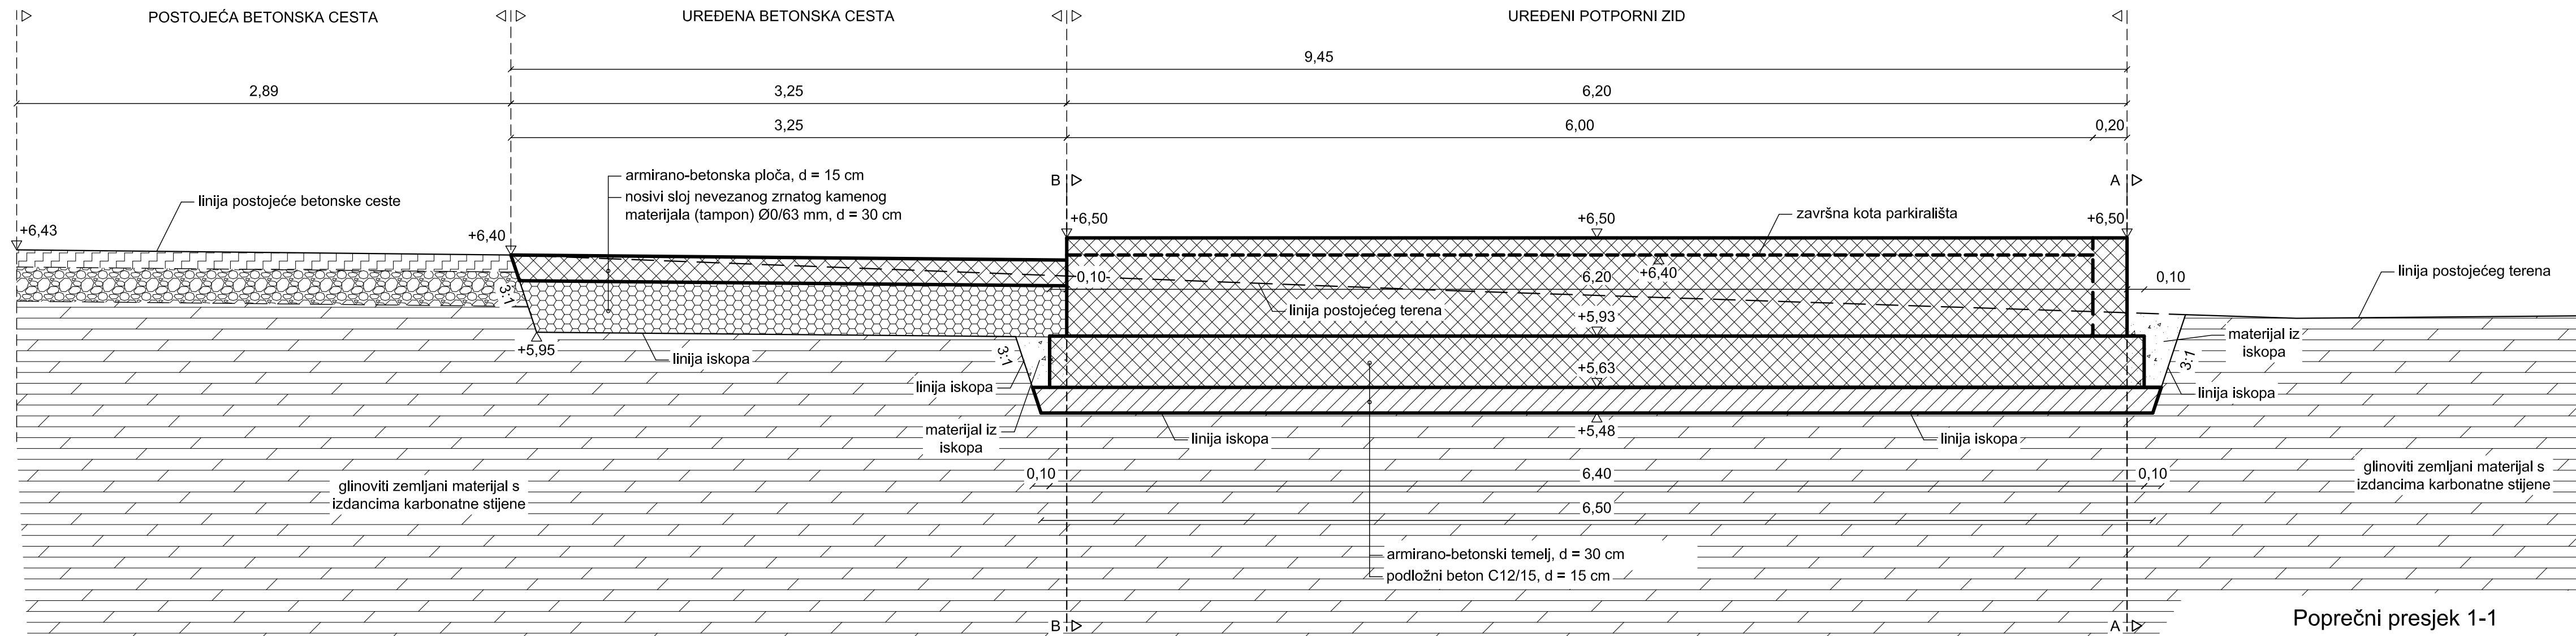 POSTOJEĆA BETONSKA CESTA
UREĐENA BETONSKA CESTA
UREĐENI POTPORNI ZID
9,45
2,89
3,25
6,20
3,25
6,00
0,20
armirano-betonska ploča, d = 15 cm
nosivi sloj nevezanog zrnatog kamenog
materijala (tampon) Ø0/63 mm, d = 30 cm
B
A
linija postojeće betonske ceste
završna kota parkirališta
+6,43
+6,40
+6,50
+6,50
+6,50
+6,40
0,10
6,20
0,10
linija postojećeg terena
linija postojećeg terena
3:1
+5,93
+5,95
linija iskopa
3:1
materijal iz
iskopa
3:1
+5,63
linija iskopa
linija iskopa
materijal iz
iskopa
linija iskopa
+5,48
linija iskopa
0,10
6,40
0,10
glinoviti zemljani materijal s
izdancima karbonatne stijene
glinoviti zemljani materijal s
izdancima karbonatne stijene
6,50
armirano-betonski temelj, d = 30 cm
podložni beton C12/15, d = 15 cm
B
A
Poprečni presjek 1-1